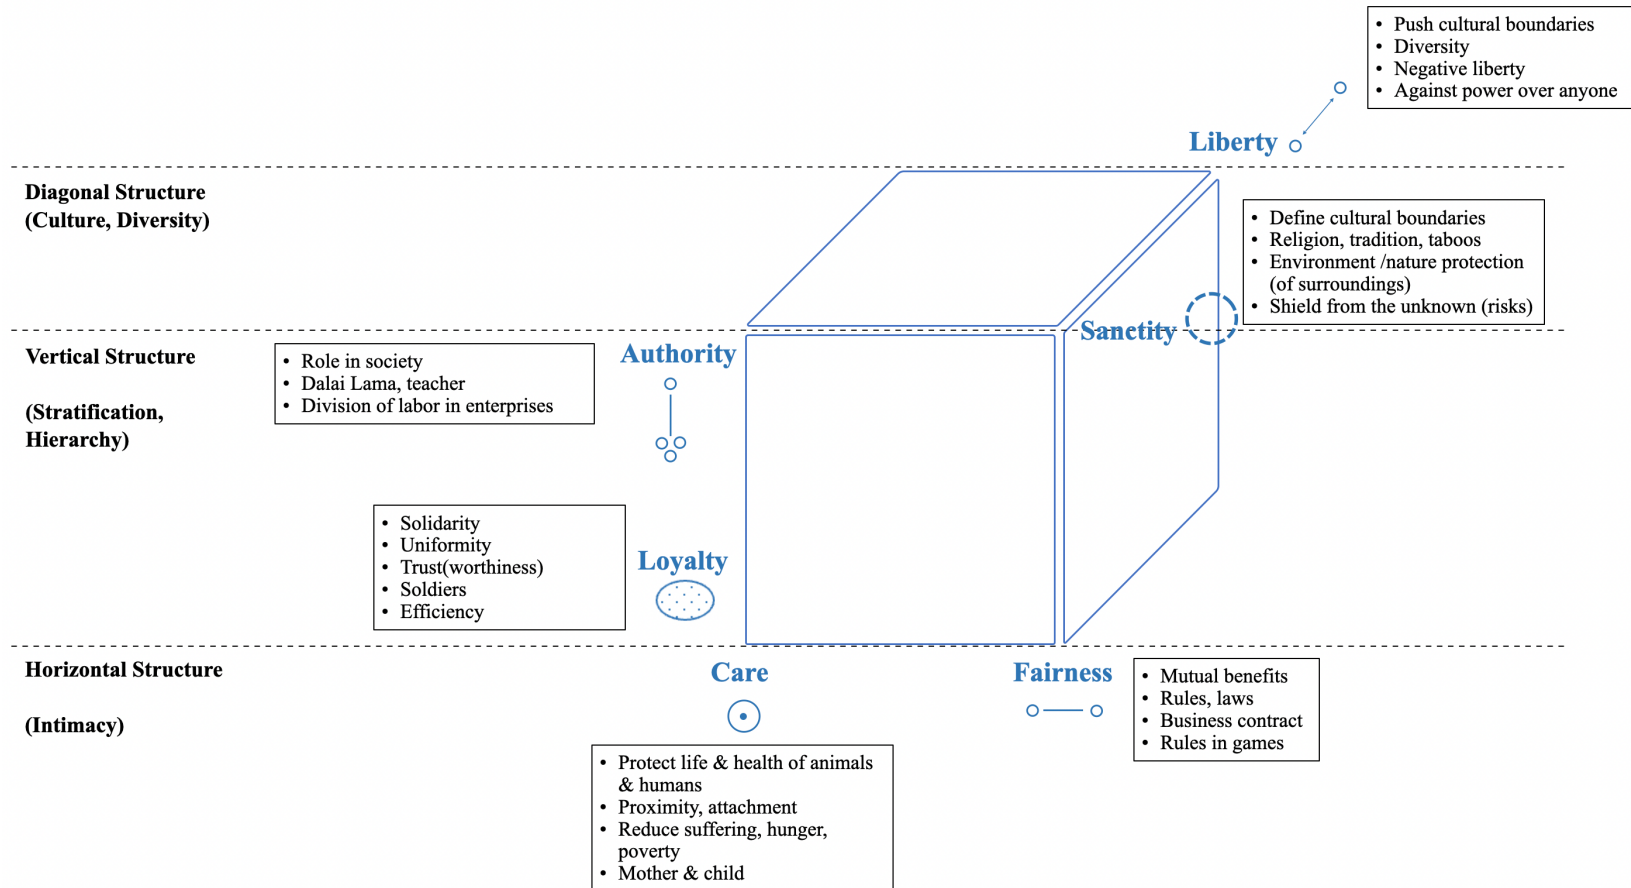 • Push cultural boundaries
• Diversity
• Negative liberty
• Against power over anyone
Liberty
Diagonal Structure
(Culture, Diversity)
• Define cultural boundaries
• Religion, tradition, taboos
• Environment /nature protection
(of surroundings)
• Shield from the unknown (risks)
Sanctity
Vertical Structure
(Stratification,
Hierarchy)
• Role in society
• Dalai Lama, teacher
• Division of labor in enterprises
Authority
• Solidarity
• Uniformity
• Trust(worthiness)
• Soldiers
• Efficiency
Loyalty
Horizontal Structure
(Intimacy)
Care
Fairness
• Mutual benefits
• Rules, laws
• Business contract
• Rules in games
• Protect life & health of animals
& humans
• Proximity, attachment
• Reduce suffering, hunger,
poverty
• Mother & child